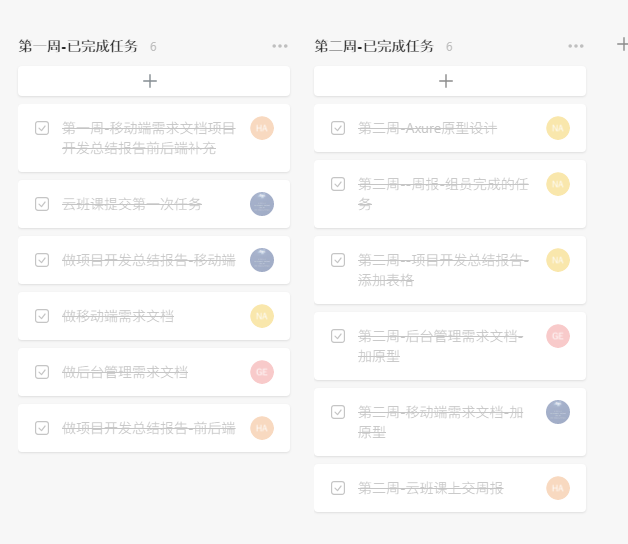 第一周-已完成任务 6
第一周-移动端需求文档项目
开发总结报告前后端补充
HA
云班课提交第一次任务
做项目开发总结报告-移动端
做移动端需求文档
NA
做后台管理需求文档
GE
做项目开发总结报告-前后端
HA
第二周-已完成任务 6
第二周-Axure原型设计
NA
第二周--周报-组员完成的任
务
NA
第二周--项目开发总结报告-
添加表格
NA
第二周-后台管理需求文档-
加原型
GE
第二周-移动端需求文档-加
原型
第二周-云班课上交周报
HA